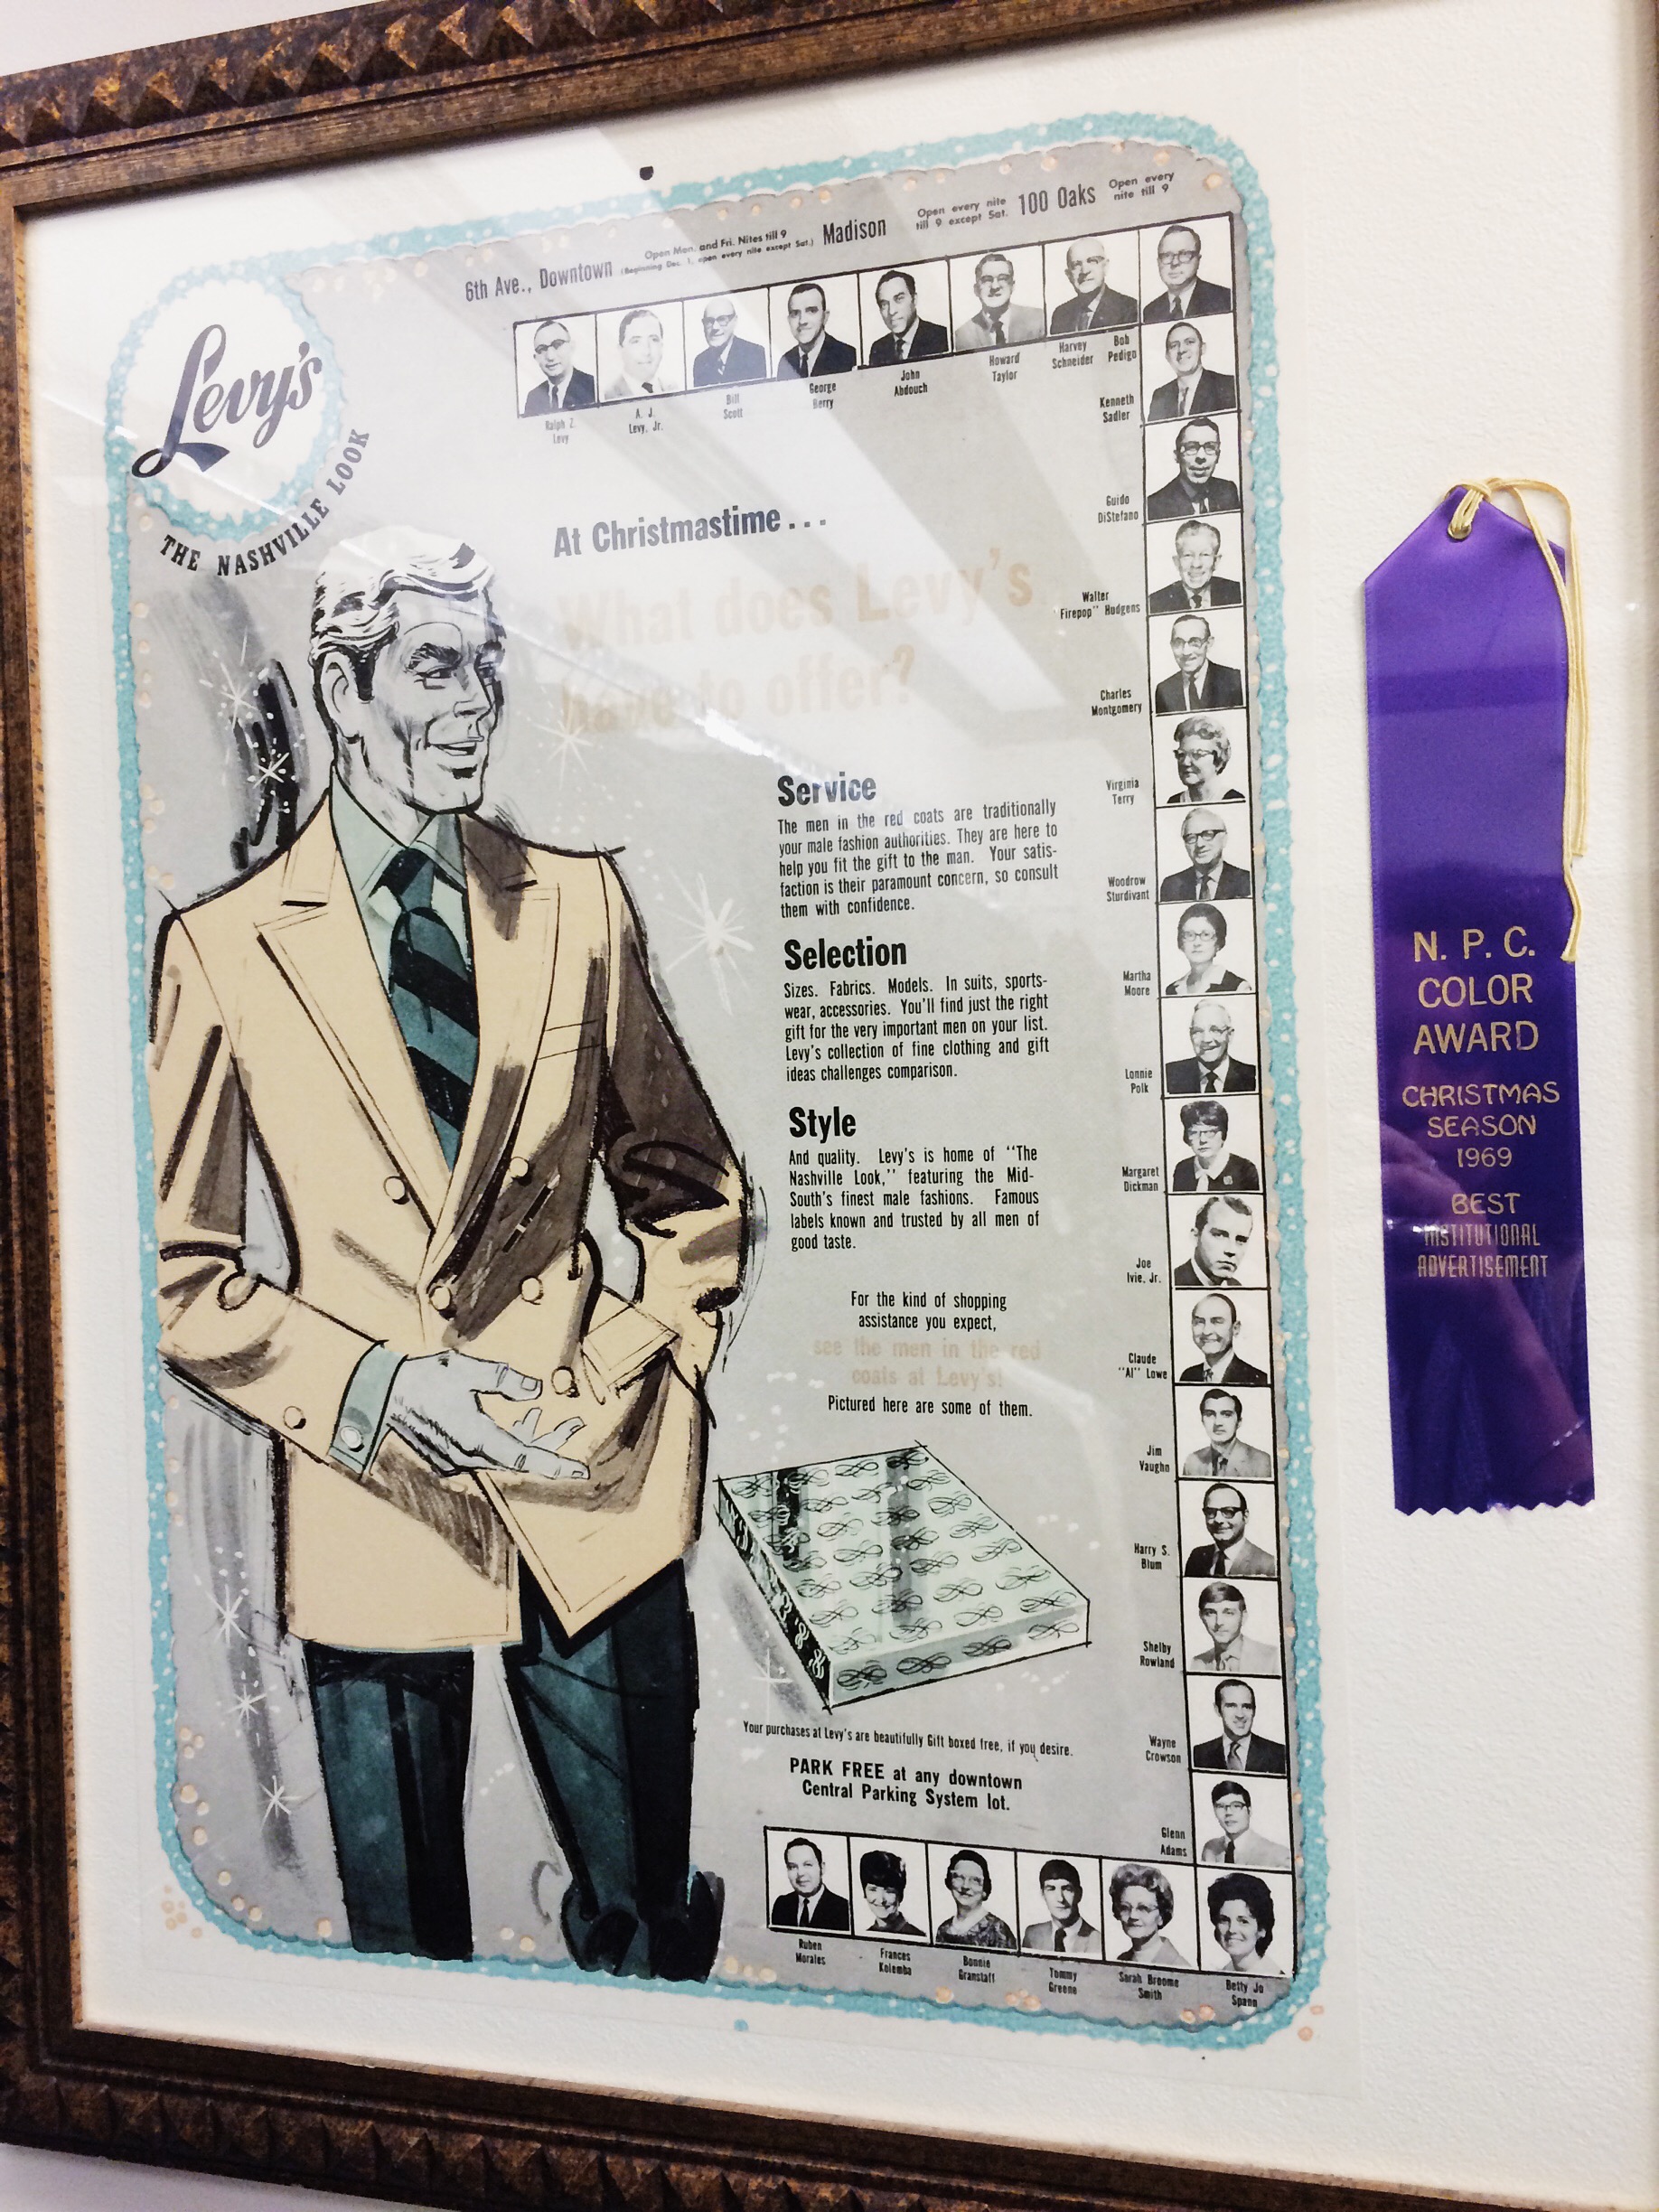 6th Ave., Downtown
Open Mon. and Fri. Nites till 9
(Beginning Dec. 1, open every nite except Sat.)
Madison
Open every nite
till 9 except Sat.
100 Oaks
Open every
nite till 9
Levy's
THE NASHVILLE LOOK
Ralph Z.
Levy
A. J.
Levy, Jr.
Bill
Scott
George
Berry
John
Abdouch
Howard
Taylor
Harvey
Schneider
Bob
Pedigo
Kenneth
Sadler
Guido
DiStefano
Walter
"Firepop" Hudgens
Charles
Montgomery
Virginia
Terry
Woodrow
Sturdivant
Martha
Moore
Lonnie
Polk
Margaret
Dickman
Joe
Ivie, Jr.
Claude
"Al" Lowe
Jim
Vaughn
Harry S.
Blum
Shelby
Rowland
Wayne
Crowson
Glenn
Adams
At Christmastime...
What does Levy's
have to offer?
Service
The men in the red coats are traditionally
your male fashion authorities. They are here to
help you fit the gift to the man. Your satis-
faction is their paramount concern, so consult
them with confidence.
Selection
Sizes. Fabrics. Models. In suits, sports-
wear, accessories. You'll find just the right
gift for the very important men on your list.
Levy's collection of fine clothing and gift
ideas challenges comparison.
Style
And quality. Levy's is home of "The
Nashville Look," featuring the Mid-
South's finest male fashions. Famous
labels known and trusted by all men of
good taste.
For the kind of shopping
assistance you expect,
see the men in the red
coats at Levy's!
Pictured here are some of them.
Your purchases at Levy's are beautifully Gift boxed free, if you desire.
PARK FREE at any downtown
Central Parking System lot.
Ruben
Morales
Frances
Kolemba
Bonnie
Granstaff
Tommy
Greene
Sarah Broome
Smith
Betty Jo
Spann
N. P. C.
COLOR
AWARD
CHRISTMAS
SEASON
1969
BEST
INSTITUTIONAL
ADVERTISEMENT